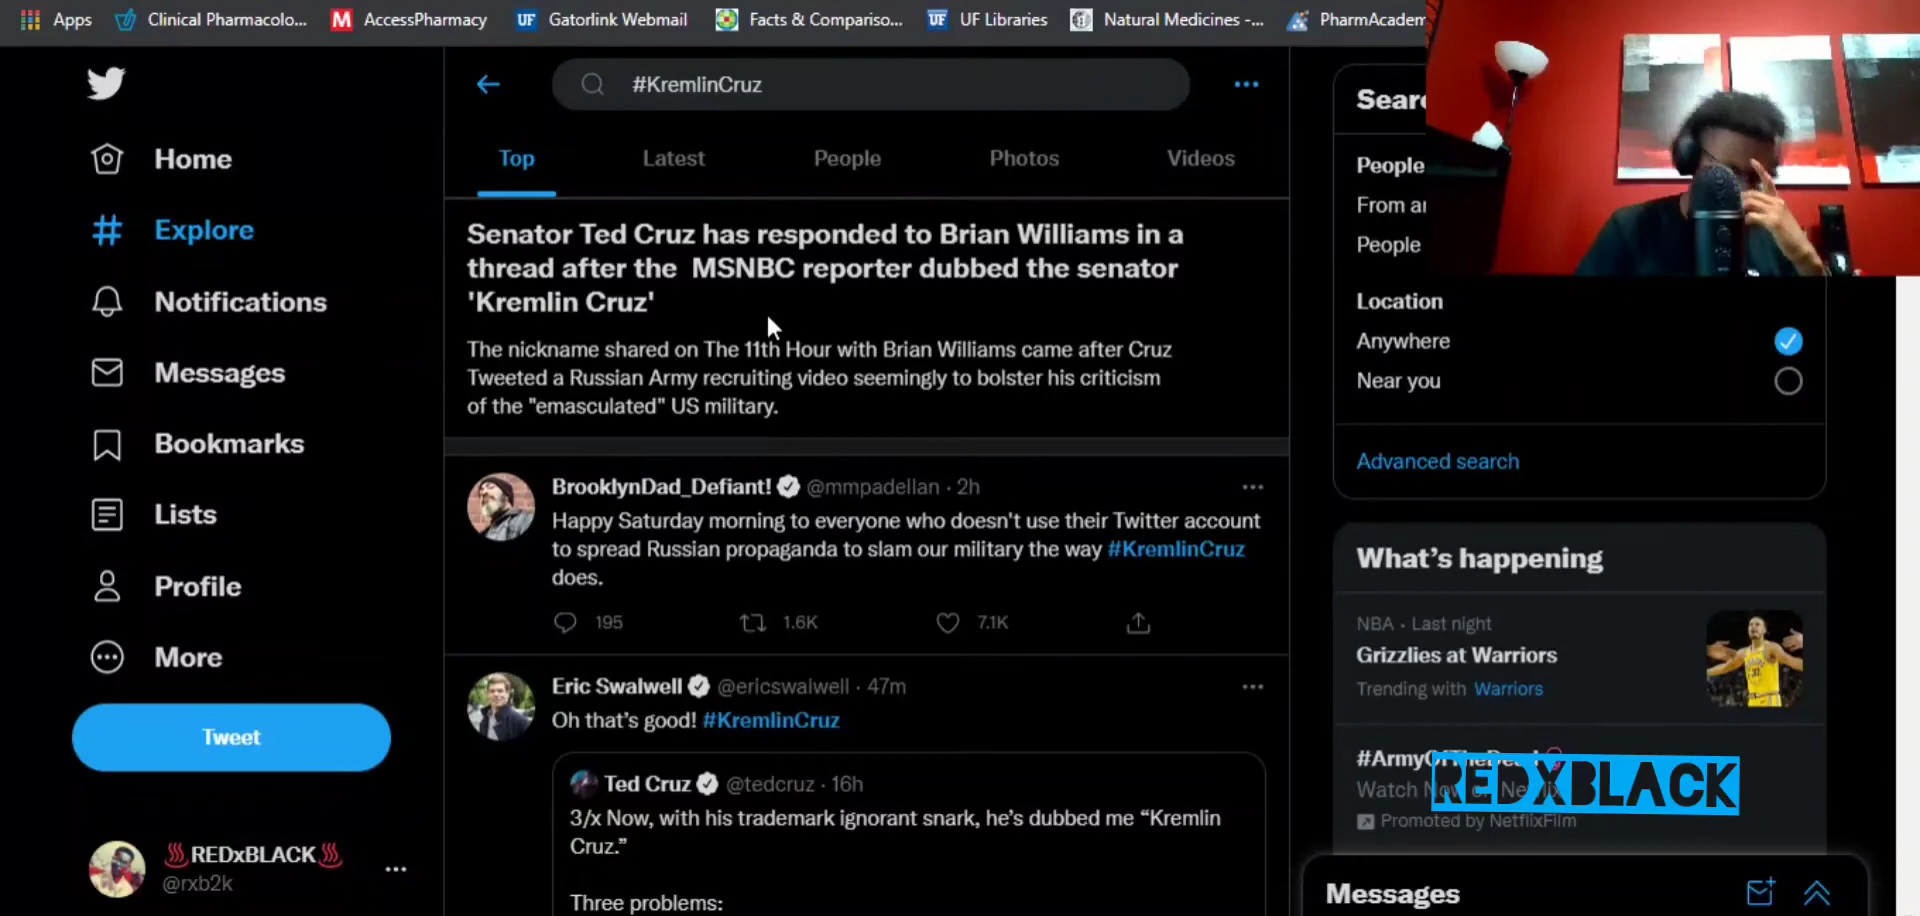 Apps
Clinical Pharmacolo...
AccessPharmacy
UF
Gatorlink Webmail
Facts & Compariso...
UF
UF Libraries
Natural Medicines -...
PharmAcadem
#KremlinCruz
Home
Explore
Notifications
Messages
Bookmarks
Lists
Profile
More
Tweet
REDxBLACK
@rxb2k
Top
Latest
People
Photos
Videos
Senator Ted Cruz has responded to Brian Williams in a
thread after the MSNBC reporter dubbed the senator
'Kremlin Cruz'
The nickname shared on The 11th Hour with Brian Williams came after Cruz
Tweeted a Russian Army recruiting video seemingly to bolster his criticism
of the "emasculated" US military.
BrooklynDad_Defiant! @mmpadellan · 2h
Happy Saturday morning to everyone who doesn't use their Twitter account
to spread Russian propaganda to slam our military the way #KremlinCruz
does.
195
1.6K
7.1K
Eric Swalwell @ericswalwell · 47m
Oh that's good! #KremlinCruz
Ted Cruz @tedcruz · 16h
3/x Now, with his trademark ignorant snark, he's dubbed me “Kremlin
Cruz.”
Three problems:
People
From
People
Location
Anywhere
Near you
Advanced search
What's happening
NBA · Last night
Grizzlies at Warriors
Trending with Warriors
Watch
Promoted by NetflixFilm
REDXBLACK
Messages